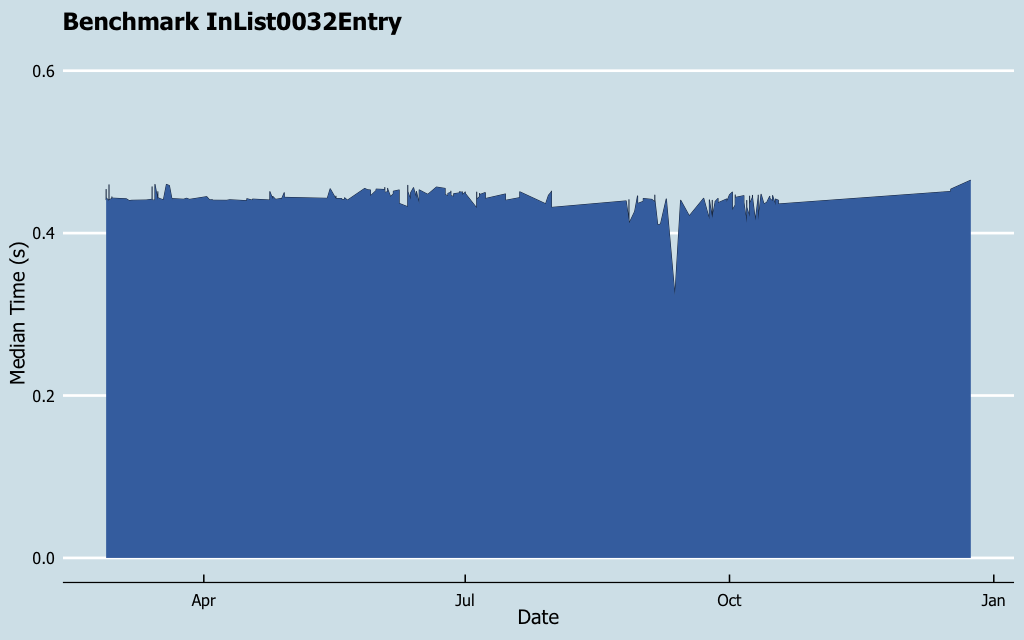 Benchmark InList0032Entry
0.6
0.4
0.2
0.0
Median Time (s)
Apr
Jul
Oct
Jan
Date